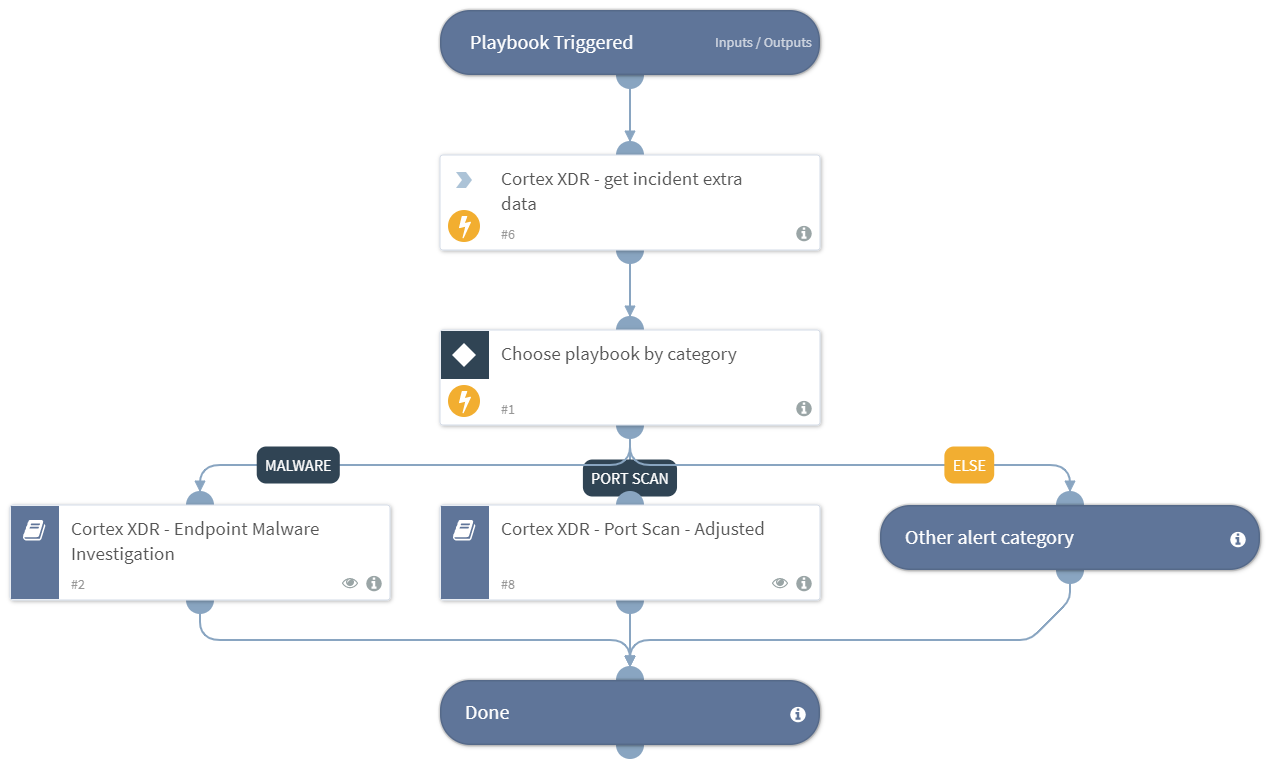 Playbook Triggered
Inputs / Outputs
Cortex XDR - get incident extra
data
#6
Choose playbook by category
#1
MALWARE
PORT SCAN
ELSE
Cortex XDR - Endpoint Malware
Investigation
#2
Cortex XDR - Port Scan - Adjusted
#8
Other alert category
Done